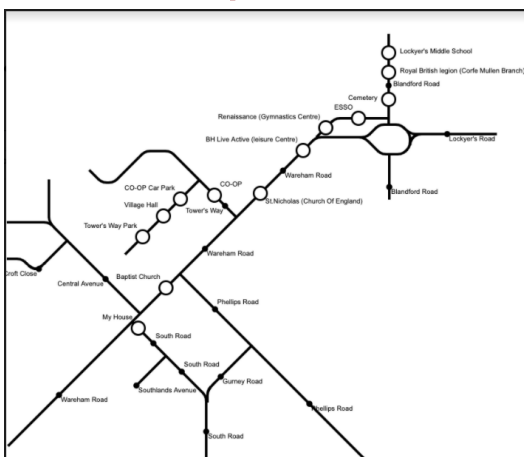 Lockyer's Middle School
Royal British legion (Corfe Mullen Branch)
Blandford Road
Cemetery
ESSO
Renaissance (Gymnastics Centre)
BH Live Active (leisure Centre)
Lockyer's Road
Wareham Road
CO-OP Car Park
CO-OP
Blandford Road
St.Nicholas (Church Of England)
Village Hall
Tower's Way
Tower's Way Park
Wareham Road
Croft Close
Baptist Church
Central Avenue
Phellips Road
My House
South Road
South Road
Gurney Road
Southlands Avenue
Wareham Road
Phellips Road
South Road